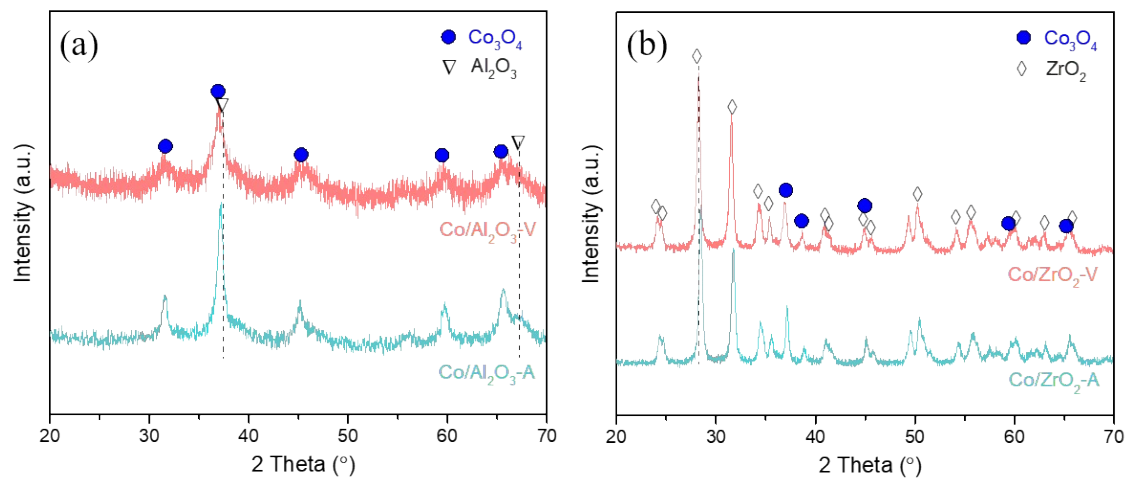 (a)
Co₃O₄
Al₂O₃
Co/Al₂O₃-V
Co/Al₂O₃-A
Intensity (a.u.)
20 30 40 50 60 70
2 Theta (°)
(b)
Co₃O₄
ZrO₂
Co/ZrO₂-V
Co/ZrO₂-A
Intensity (a.u.)
20 30 40 50 60 70
2 Theta (°)